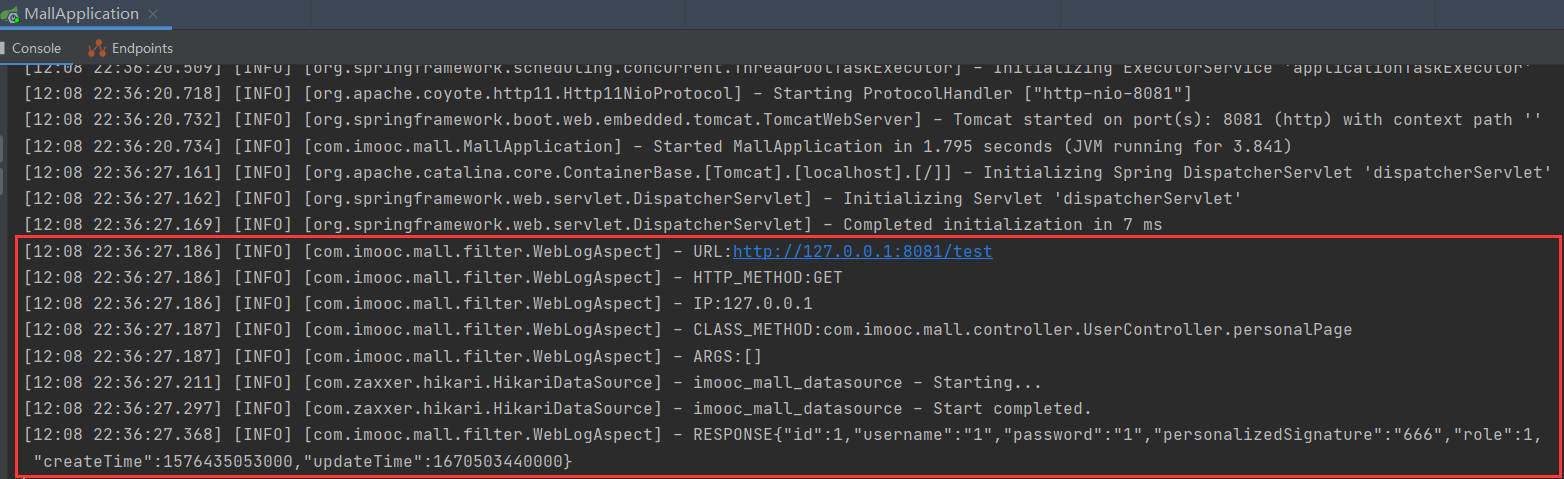 MallApplication
Console
Endpoints
[12:08 22:36:20.509] [INFO] [org.springframework.scheduling.concurrent.ThreadPoolTaskExecutor] - Initializing ExecutorService 'applicationTaskExecutor'
[12:08 22:36:20.718] [INFO] [org.apache.coyote.http11.Http11NioProtocol] - Starting ProtocolHandler ["http-nio-8081"]
[12:08 22:36:20.732] [INFO] [org.springframework.boot.web.embedded.tomcat.TomcatWebServer] - Tomcat started on port(s): 8081 (http) with context path ''
[12:08 22:36:20.734] [INFO] [com.imooc.mall.MallApplication] - Started MallApplication in 1.795 seconds (JVM running for 3.841)
[12:08 22:36:27.161] [INFO] [org.apache.catalina.core.ContainerBase.[Tomcat].[localhost].[/]] - Initializing Spring DispatcherServlet 'dispatcherServlet'
[12:08 22:36:27.162] [INFO] [org.springframework.web.servlet.DispatcherServlet] - Initializing Servlet 'dispatcherServlet'
[12:08 22:36:27.169] [INFO] [org.springframework.web.servlet.DispatcherServlet] - Completed initialization in 7 ms
[12:08 22:36:27.186] [INFO] [com.imooc.mall.filter.WebLogAspect] - URL:http://127.0.0.1:8081/test
[12:08 22:36:27.186] [INFO] [com.imooc.mall.filter.WebLogAspect] - HTTP_METHOD:GET
[12:08 22:36:27.186] [INFO] [com.imooc.mall.filter.WebLogAspect] - IP:127.0.0.1
[12:08 22:36:27.187] [INFO] [com.imooc.mall.filter.WebLogAspect] - CLASS_METHOD:com.imooc.mall.controller.UserController.personalPage
[12:08 22:36:27.187] [INFO] [com.imooc.mall.filter.WebLogAspect] - ARGS:[]
[12:08 22:36:27.211] [INFO] [com.zaxxer.hikari.HikariDataSource] - imooc_mall_datasource - Starting...
[12:08 22:36:27.297] [INFO] [com.zaxxer.hikari.HikariDataSource] - imooc_mall_datasource - Start completed.
[12:08 22:36:27.368] [INFO] [com.imooc.mall.filter.WebLogAspect] - RESPONSE{"id":1,"username":"1","password":"1","personalizedSignature":"666","role":1,
"createTime":1576435053000,"updateTime":1670503440000}